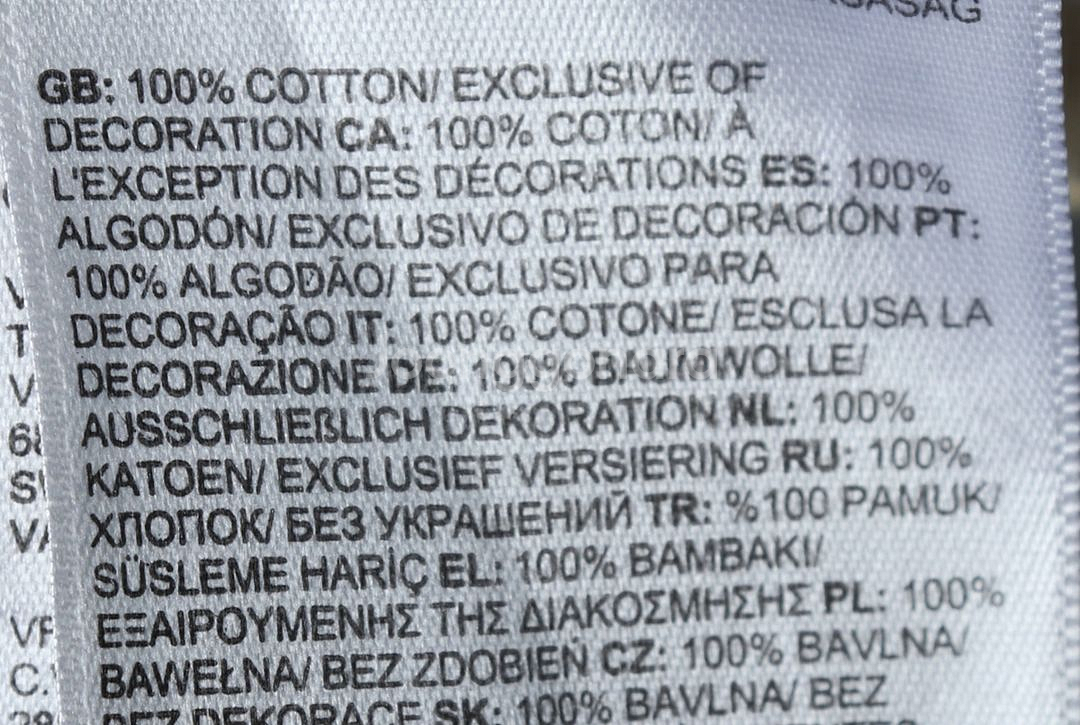 GB: 100% COTTON/ EXCLUSIVE OF
DECORATION CA: 100% COTON/ À
L'EXCEPTION DES DÉCORATIONS ES: 100%
ALGODÓN/ EXCLUSIVO DE DECORACIÓN PT:
100% ALGODÃO/ EXCLUSIVO PARA
DECORAÇÃO IT: 100% COTONE/ ESCLUSA LA
DECORAZIONE DE: 100% BAUMWOLLE/
AUSSCHLIEßLICH DEKORATION NL: 100%
KATOEN/ EXCLUSIEF VERSIERING RU: 100%
ХЛОПОК/ БЕЗ УКРАШЕНИЙ TR: %100 PAMUK/
SÜSLEME HARİÇ EL: 100% ΒΑΜΒΑΚΙ/
ΕΞΑΙΡΟΥΜΕΝΗΣ ΤΗΣ ΔΙΑΚΟΣΜΗΣΗΣ PL: 100%
BAWEŁNA/ BEZ ZDOBIEŃ CZ: 100% BAVLNA/
BEZ DEKORACE SK: 100% BAVLNA/ BEZ